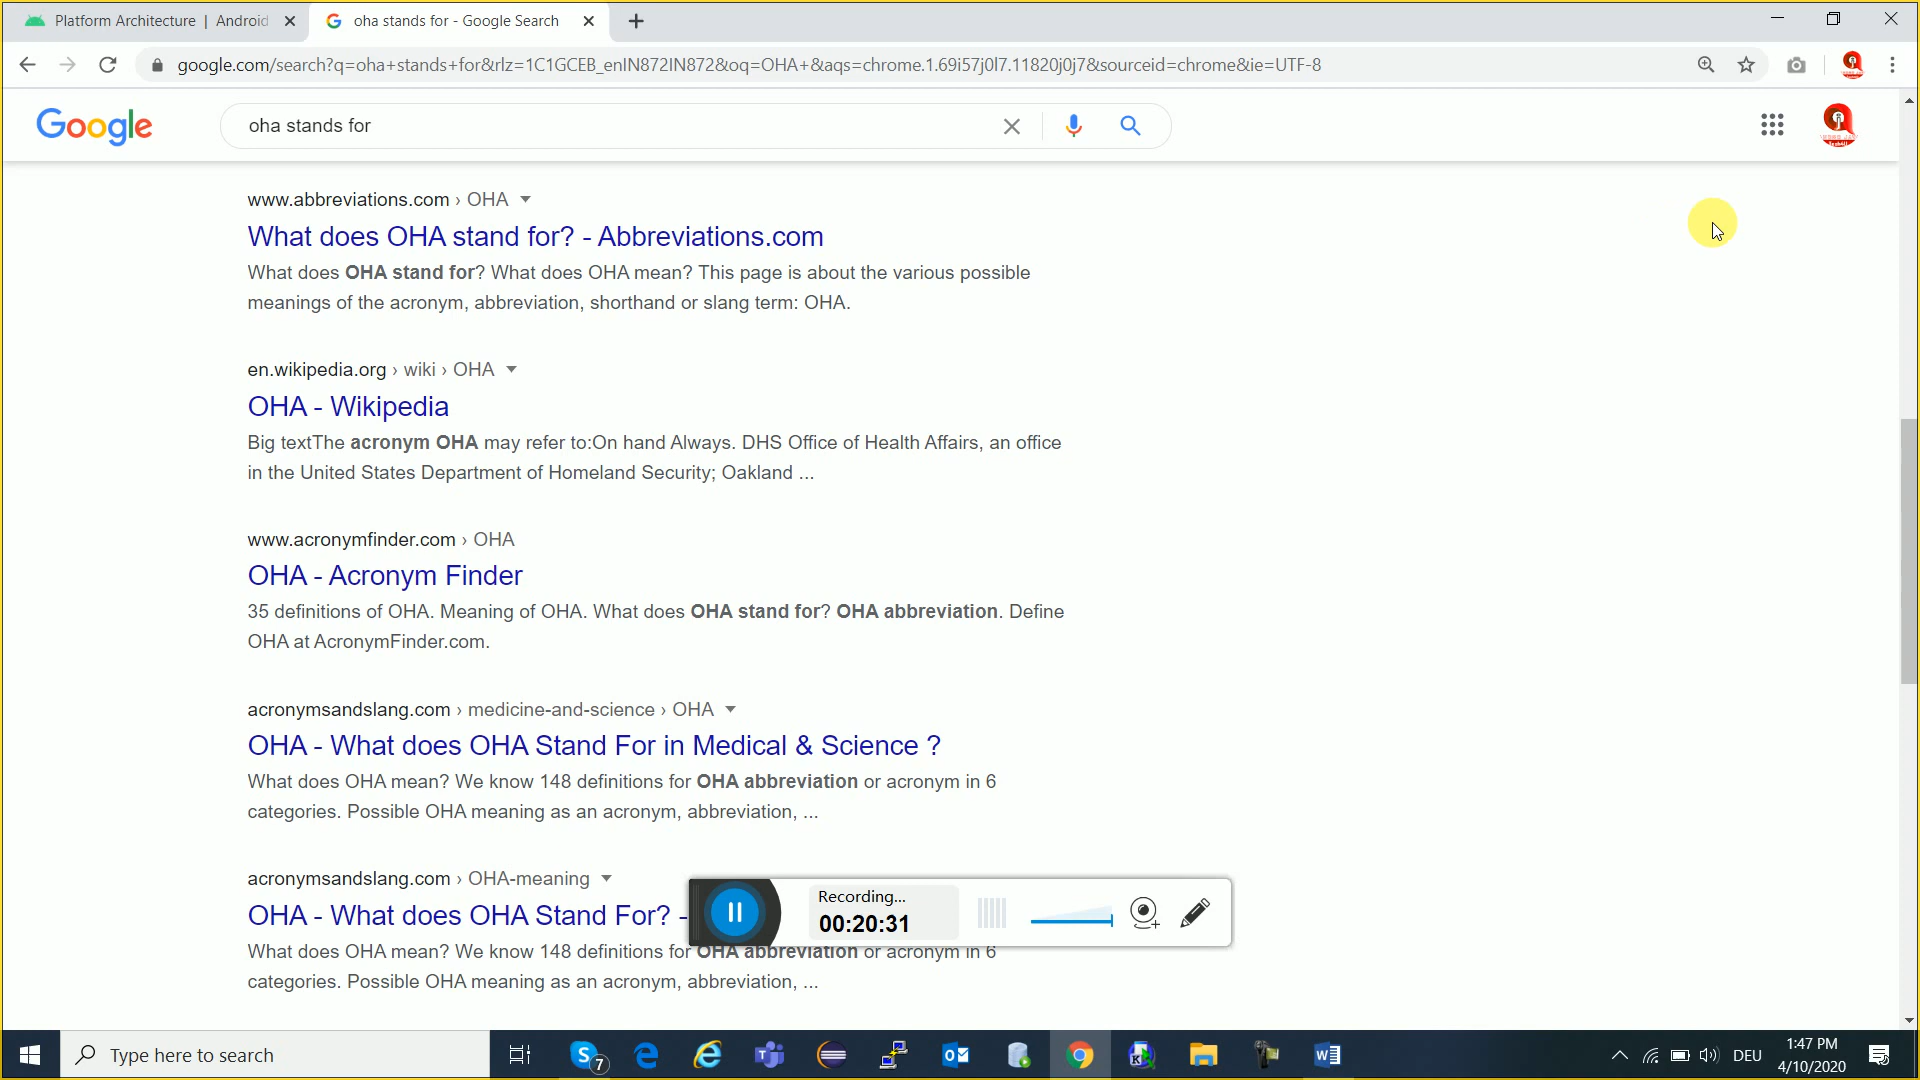 Platform Architecture | Android
oha stands for - Google Search
google.com/search?q=oha+stands+for&rlz=1C1GCEB_enIN872IN872&oq=OHA+&aqs=chrome.1.69i57j0l7.11820j0j7&sourceid=chrome&ie=UTF-8
Google
oha stands for
www.abbreviations.com › OHA
What does OHA stand for? - Abbreviations.com
What does OHA stand for? What does OHA mean? This page is about the various possible
meanings of the acronym, abbreviation, shorthand or slang term: OHA.
en.wikipedia.org › wiki › OHA
OHA - Wikipedia
Big textThe acronym OHA may refer to:On hand Always. DHS Office of Health Affairs, an office
in the United States Department of Homeland Security; Oakland ...
www.acronymfinder.com › OHA
OHA - Acronym Finder
35 definitions of OHA. Meaning of OHA. What does OHA stand for? OHA abbreviation. Define
OHA at AcronymFinder.com.
acronymsandslang.com › medicine-and-science › OHA
OHA - What does OHA Stand For in Medical & Science ?
What does OHA mean? We know 148 definitions for OHA abbreviation or acronym in 6
categories. Possible OHA meaning as an acronym, abbreviation, ...
acronymsandslang.com › OHA-meaning
OHA - What does OHA Stand For? -
What does OHA mean? We know 148 definitions for OHA abbreviation or acronym in 6
categories. Possible OHA meaning as an acronym, abbreviation, ...
Recording...
00:20:31
Type here to search
7
DEU
1:47 PM
4/10/2020